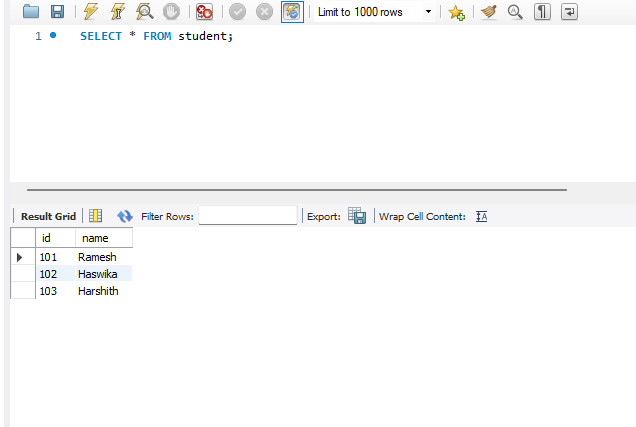 Limit to 1000 rows
1 SELECT * FROM student;
Result Grid Filter Rows: Export: Wrap Cell Content:
id name
101 Ramesh
102 Haswika
103 Harshith